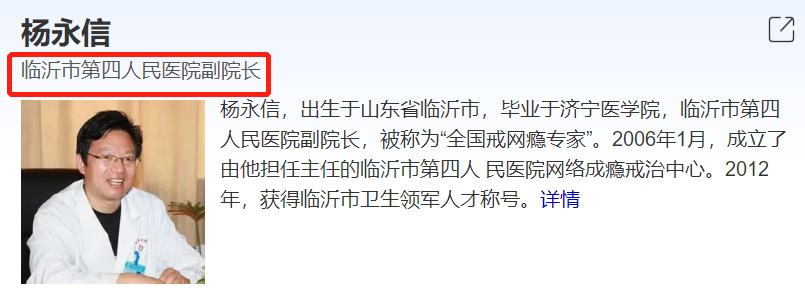 杨永信
临沂市第四人民医院副院长
杨永信，出生于山东省临沂市，毕业于济宁医学院，临沂市第四
人民医院副院长，被称为“全国戒网瘾专家”。2006年1月，成立了
由他担任主任的临沂市第四人 民医院网络成瘾戒治中心。2012
年，获得临沂市卫生领军人才称号。详情